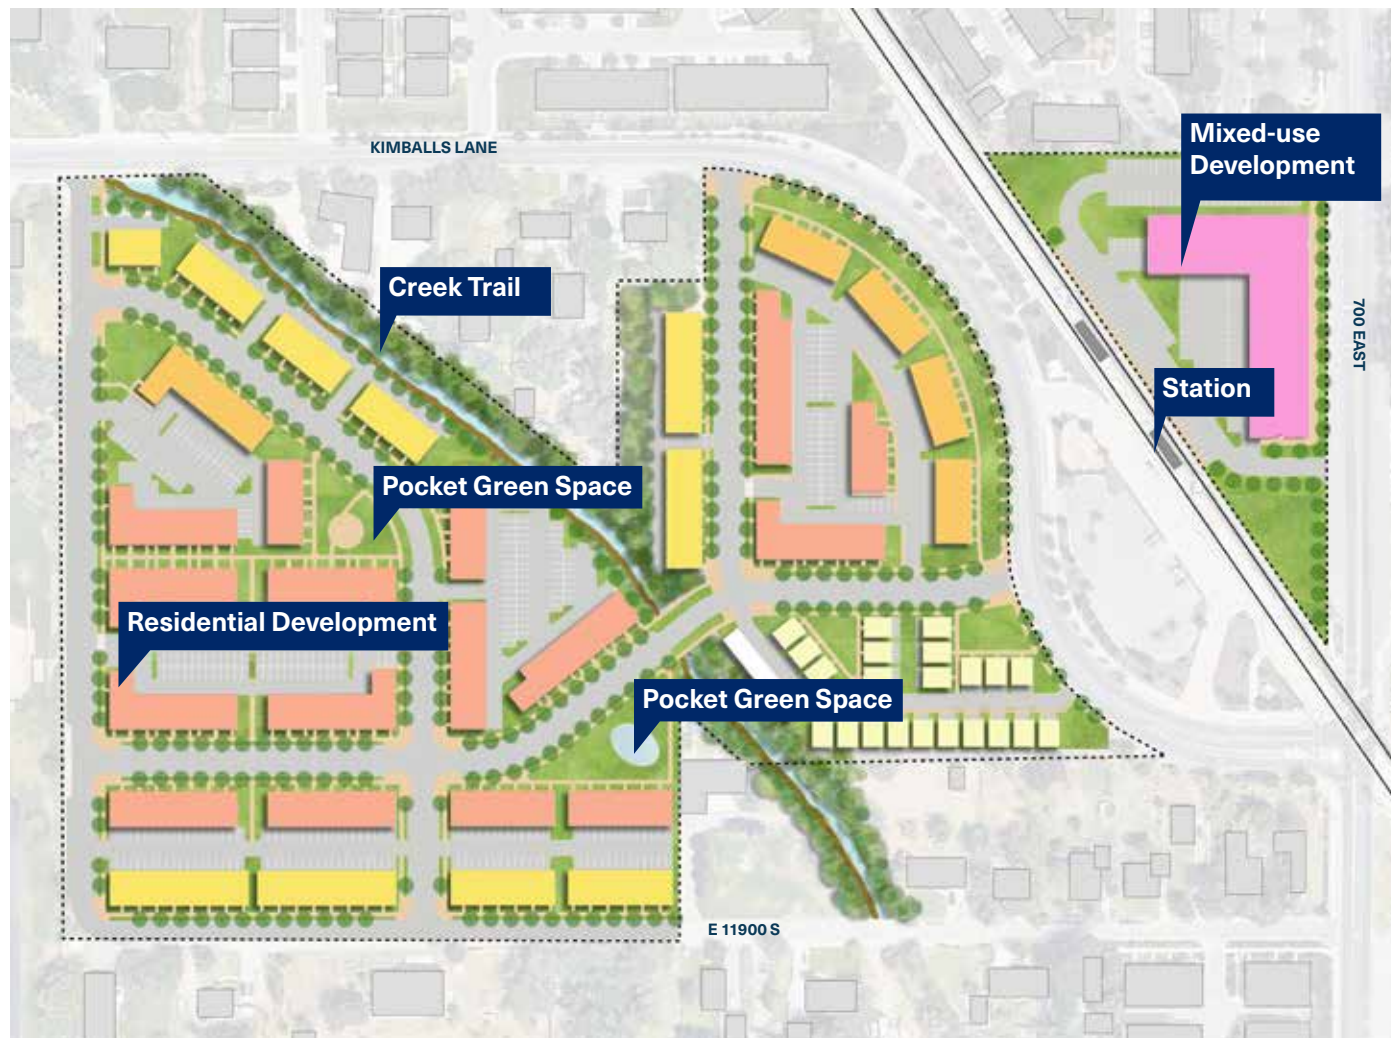 KIMBALLS LANE
Mixed-use
Development
Creek Trail
700 EAST
Station
Pocket Green Space
Residential Development
Pocket Green Space
E 11900 S